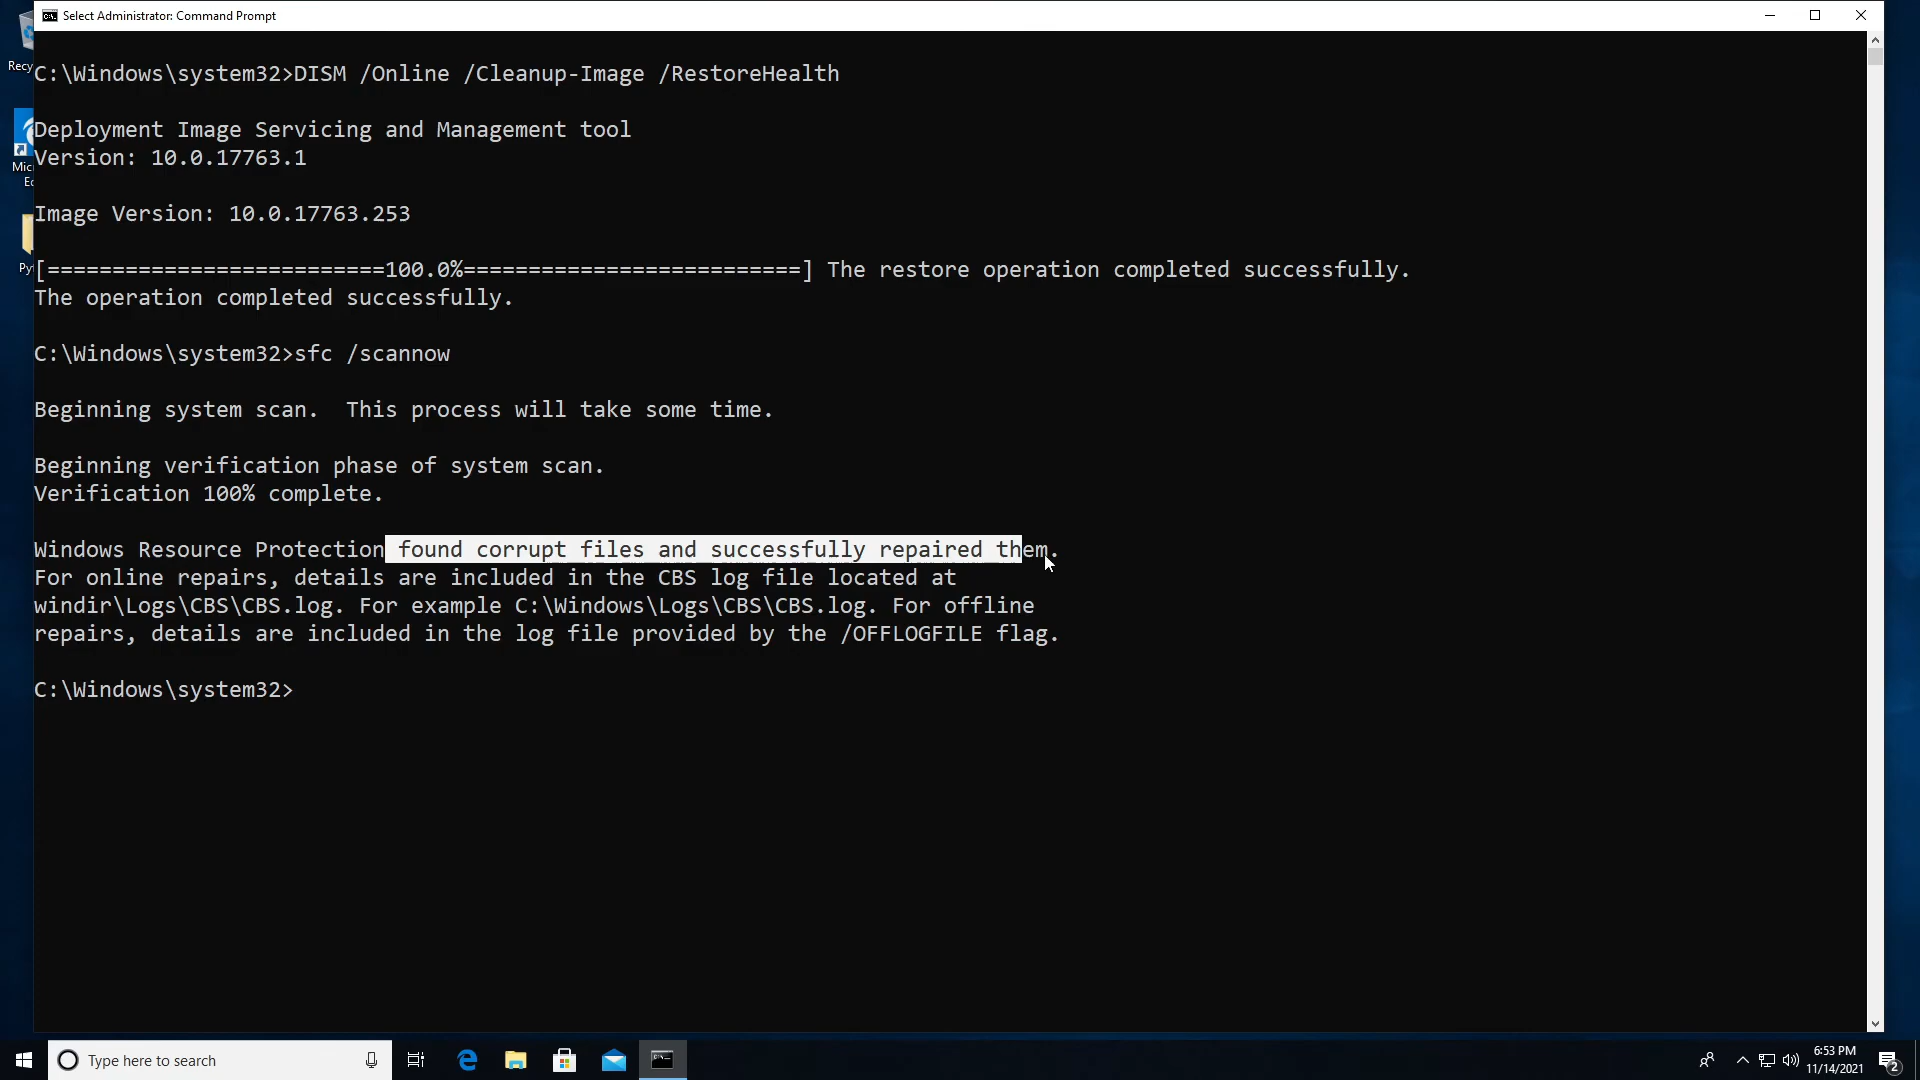 Select Administrator: Command Prompt
C:\Windows\system32>DISM /Online /Cleanup-Image /RestoreHealth
Deployment Image Servicing and Management tool
Version: 10.0.17763.1
Image Version: 10.0.17763.253
[==========================100.0%==========================] The restore operation completed successfully.
The operation completed successfully.
C:\Windows\system32>sfc /scannow
Beginning system scan.  This process will take some time.
Beginning verification phase of system scan.
Verification 100% complete.
Windows Resource Protection found corrupt files and successfully repaired them.
For online repairs, details are included in the CBS log file located at
windir\Logs\CBS\CBS.log. For example C:\Windows\Logs\CBS\CBS.log. For offline
repairs, details are included in the log file provided by the /OFFLOGFILE flag.
C:\Windows\system32>
Recy
Mic
Ed
Py
Type here to search
6:53 PM
11/14/2021
2